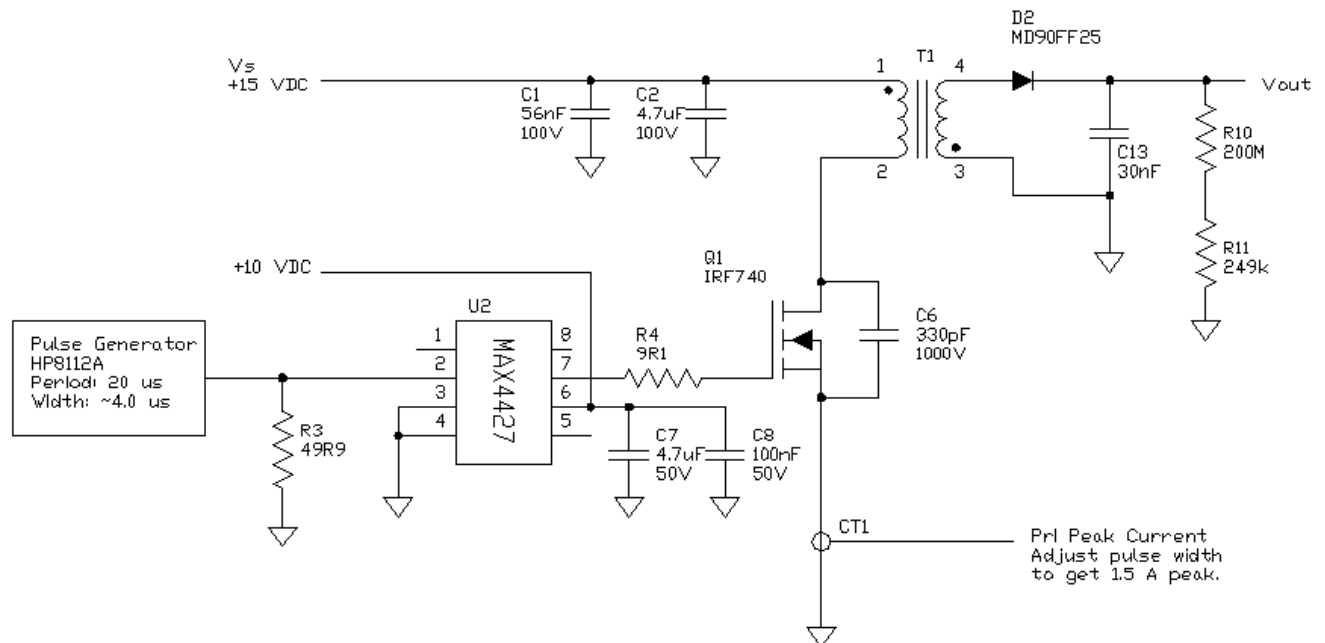 D2
MD90FF25
Vs
+15 VDC
T1
1
4
Vout
C1
56nF
100V
C2
4.7uF
100V
C13
30nF
R10
200M
2
3
R11
249k
+10 VDC
Q1
IRF740
U2
Pulse Generator
HP8112A
Period: 20 us
Width: ~4.0 us
1
2
3
4
MAX4427
8
7
6
5
R4
9R1
C6
330pF
1000V
R3
49R9
C7
4.7uF
50V
C8
100nF
50V
CT1
Pri Peak Current
Adjust pulse width
to get 1.5 A peak.